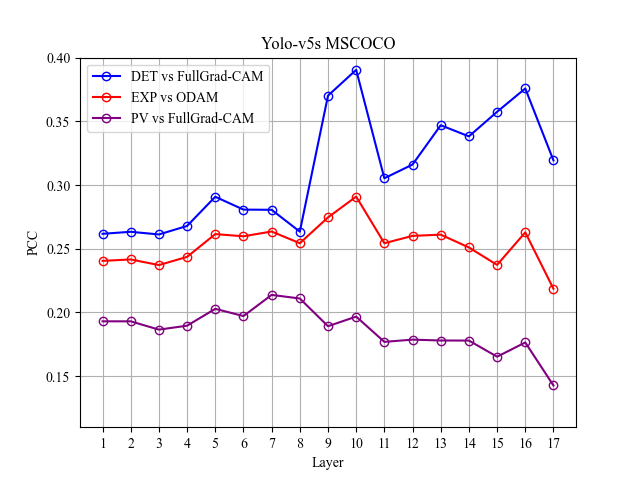 Yolo-v5s MSCOCO
DET vs FullGrad-CAM
EXP vs ODAM
PV vs FullGrad-CAM
PCC
0.40
0.35
0.30
0.25
0.20
0.15
1 2 3 4 5 6 7 8 9 10 11 12 13 14 15 16 17
Layer